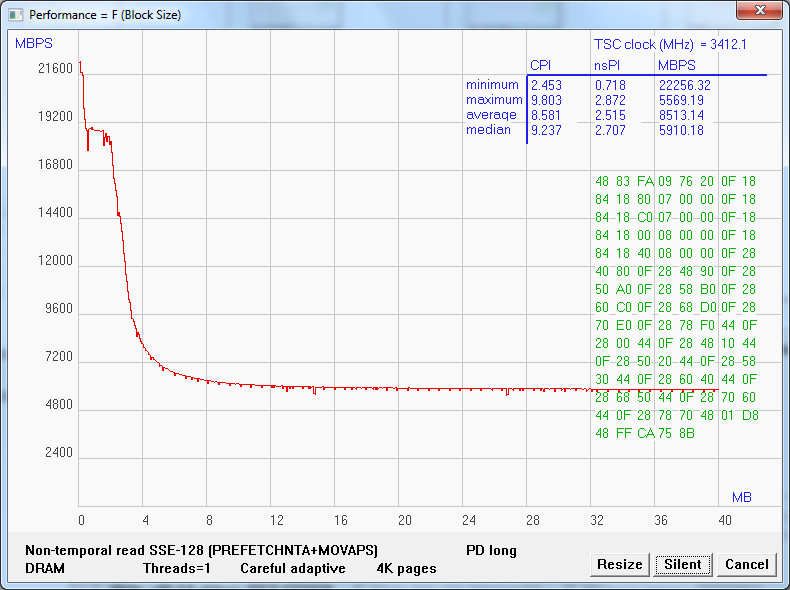 Performance = F (Block Size)
MBPS
TSC clock (MHz) = 3412.1
CPI nsPI MBPS
minimum 2.453 0.718 22256.32
maximum 9.803 2.872 5569.19
average 8.581 2.515 8513.14
median 9.237 2.707 5910.18
21600
19200
16800
14400
12000
9600
7200
4800
2400
48 83 FA 09 76 20 0F 18
84 18 80 07 00 00 0F 18
84 18 C0 07 00 00 0F 18
84 18 00 08 00 00 0F 18
84 18 40 08 00 00 0F 28
40 80 0F 28 48 90 0F 28
50 A0 0F 28 58 B0 0F 28
60 C0 0F 28 68 D0 0F 28
70 E0 0F 28 78 F0 44 0F
28 00 44 0F 28 48 10 44
0F 28 50 20 44 0F 28 58
30 44 0F 28 60 40 44 0F
28 68 50 44 0F 28 70 60
44 0F 28 78 70 48 01 D8
48 FF CA 75 8B
MB
0 4 8 12 16 20 24 28 32 36 40
Non-temporal read SSE-128 (PREFETCHNTA+MOVAPS) PD long
DRAM Threads=1 Careful adaptive 4K pages
Resize Silent Cancel